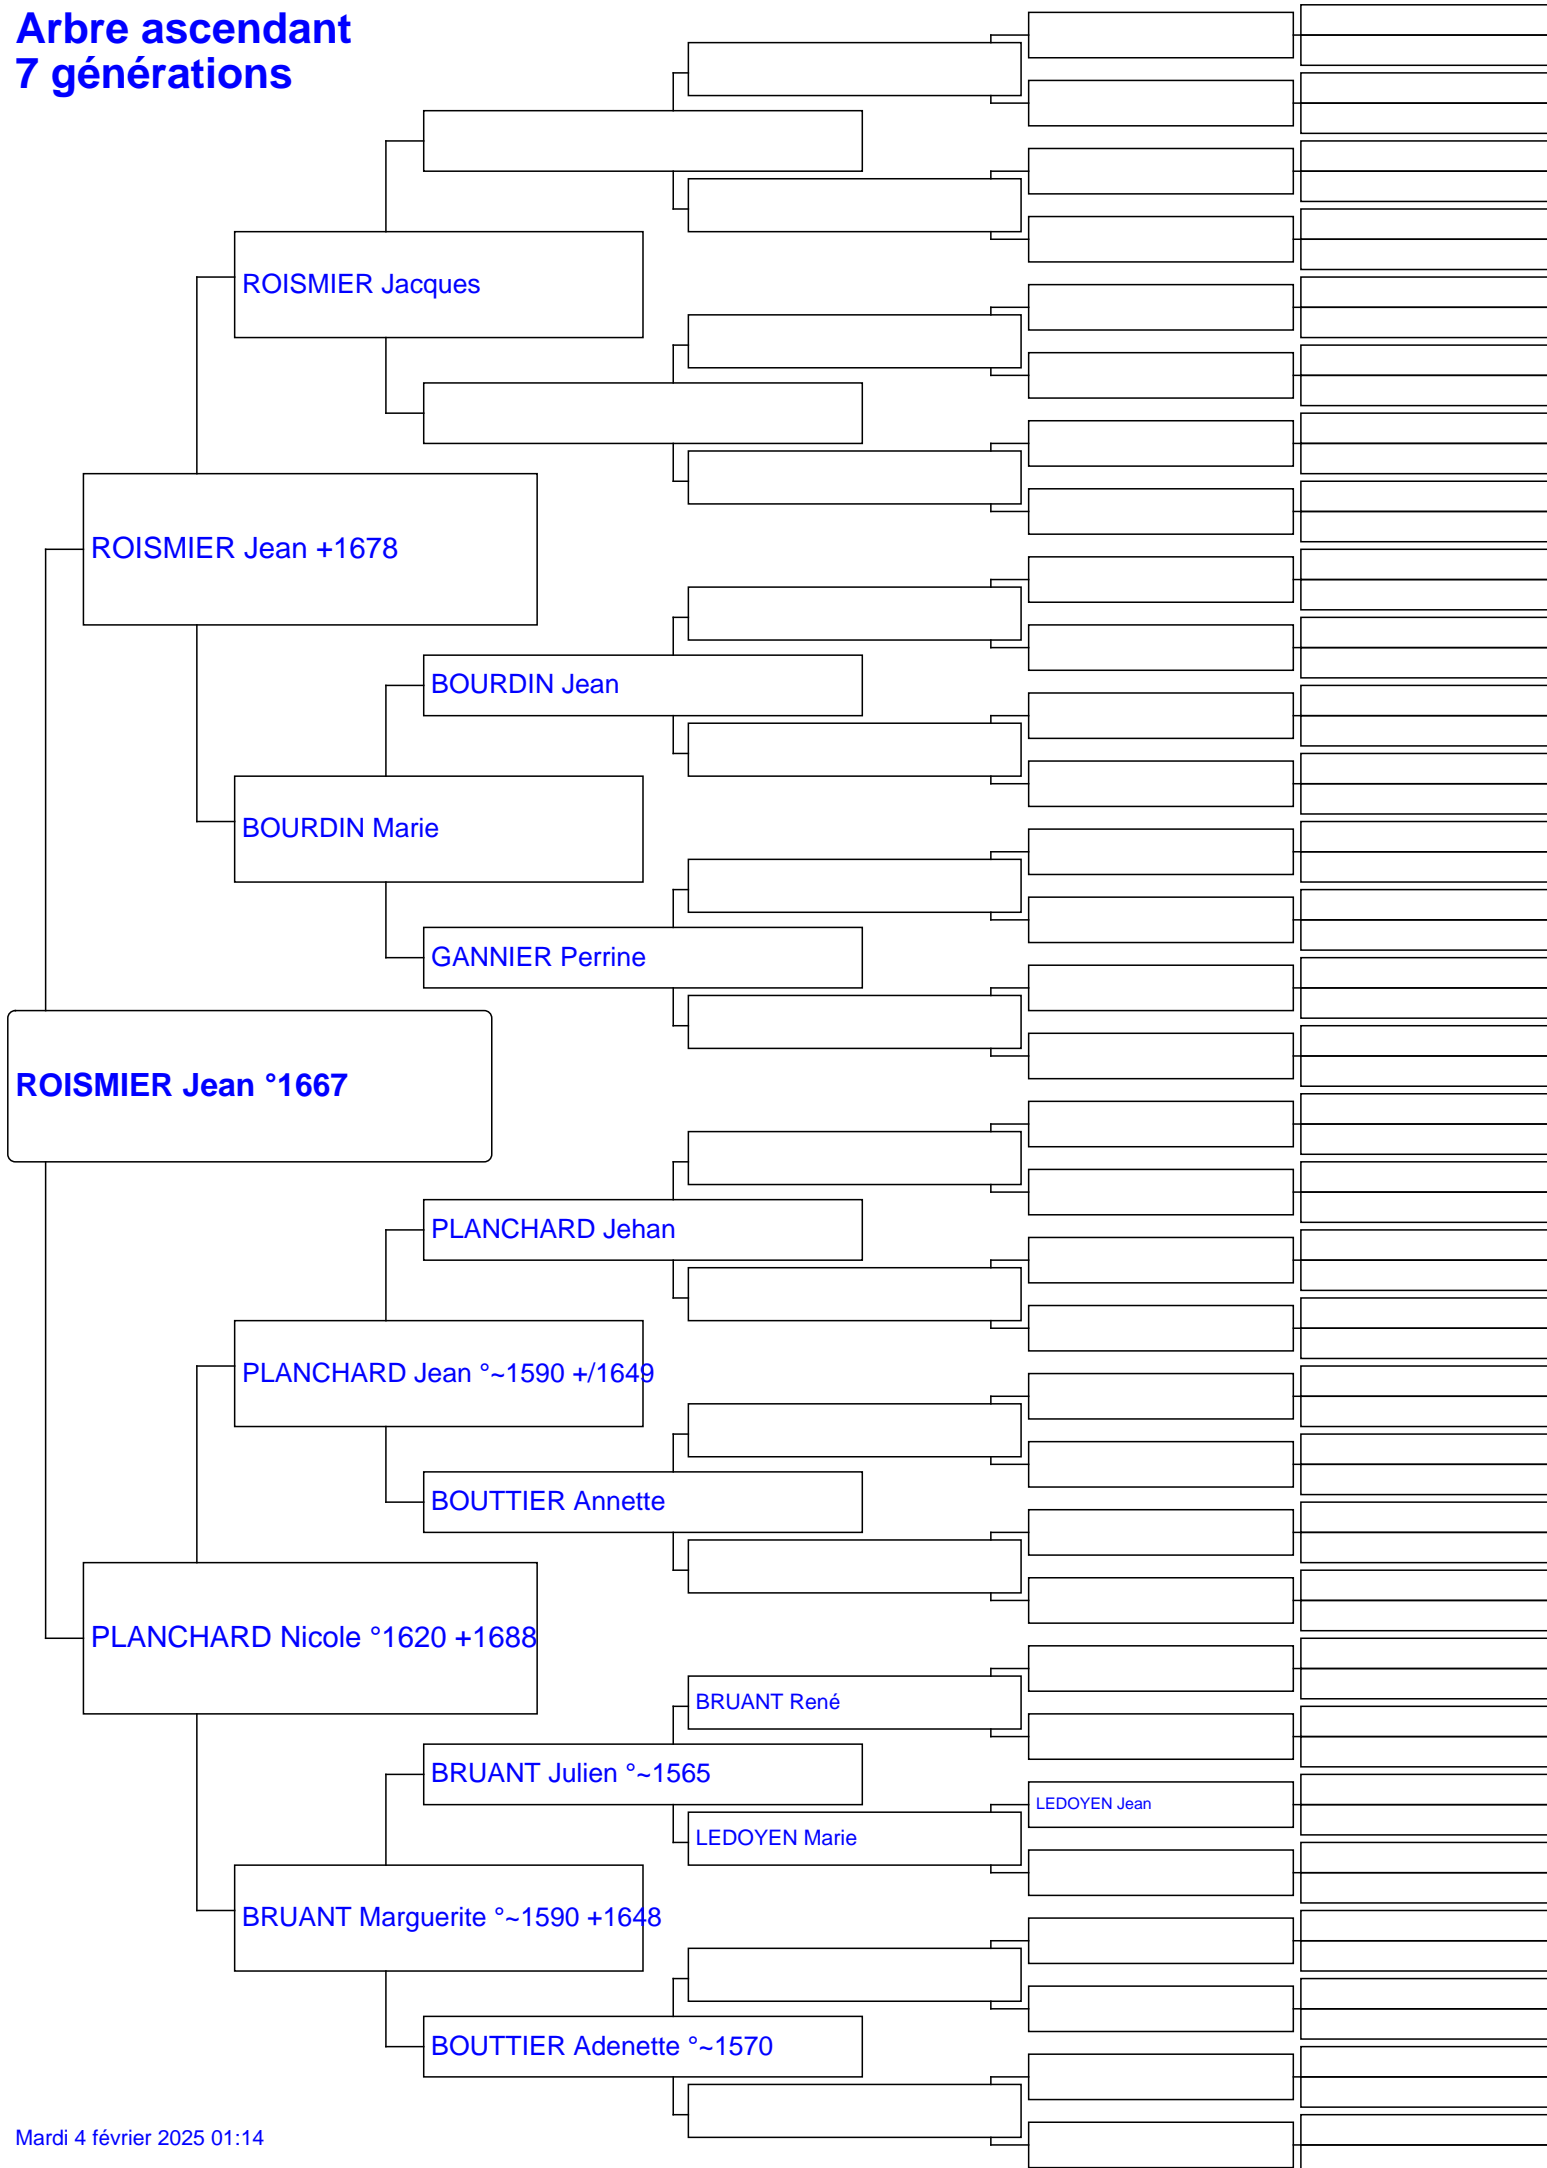 Arbre ascendant
7 générations
ROISMIER Jacques
ROISMIER Jean +1678
BOURDIN Jean
BOURDIN Marie
GANNIER Perrine
ROISMIER Jean °1667
PLANCHARD Jehan
PLANCHARD Jean °~1590 +/1649
BOUTTIER Annette
PLANCHARD Nicole °1620 +1688
BRUANT René
BRUANT Julien °~1565
LEDOYEN Jean
LEDOYEN Marie
BRUANT Marguerite °~1590 +1648
BOUTTIER Adenette °~1570
Mardi 4 février 2025 01:14